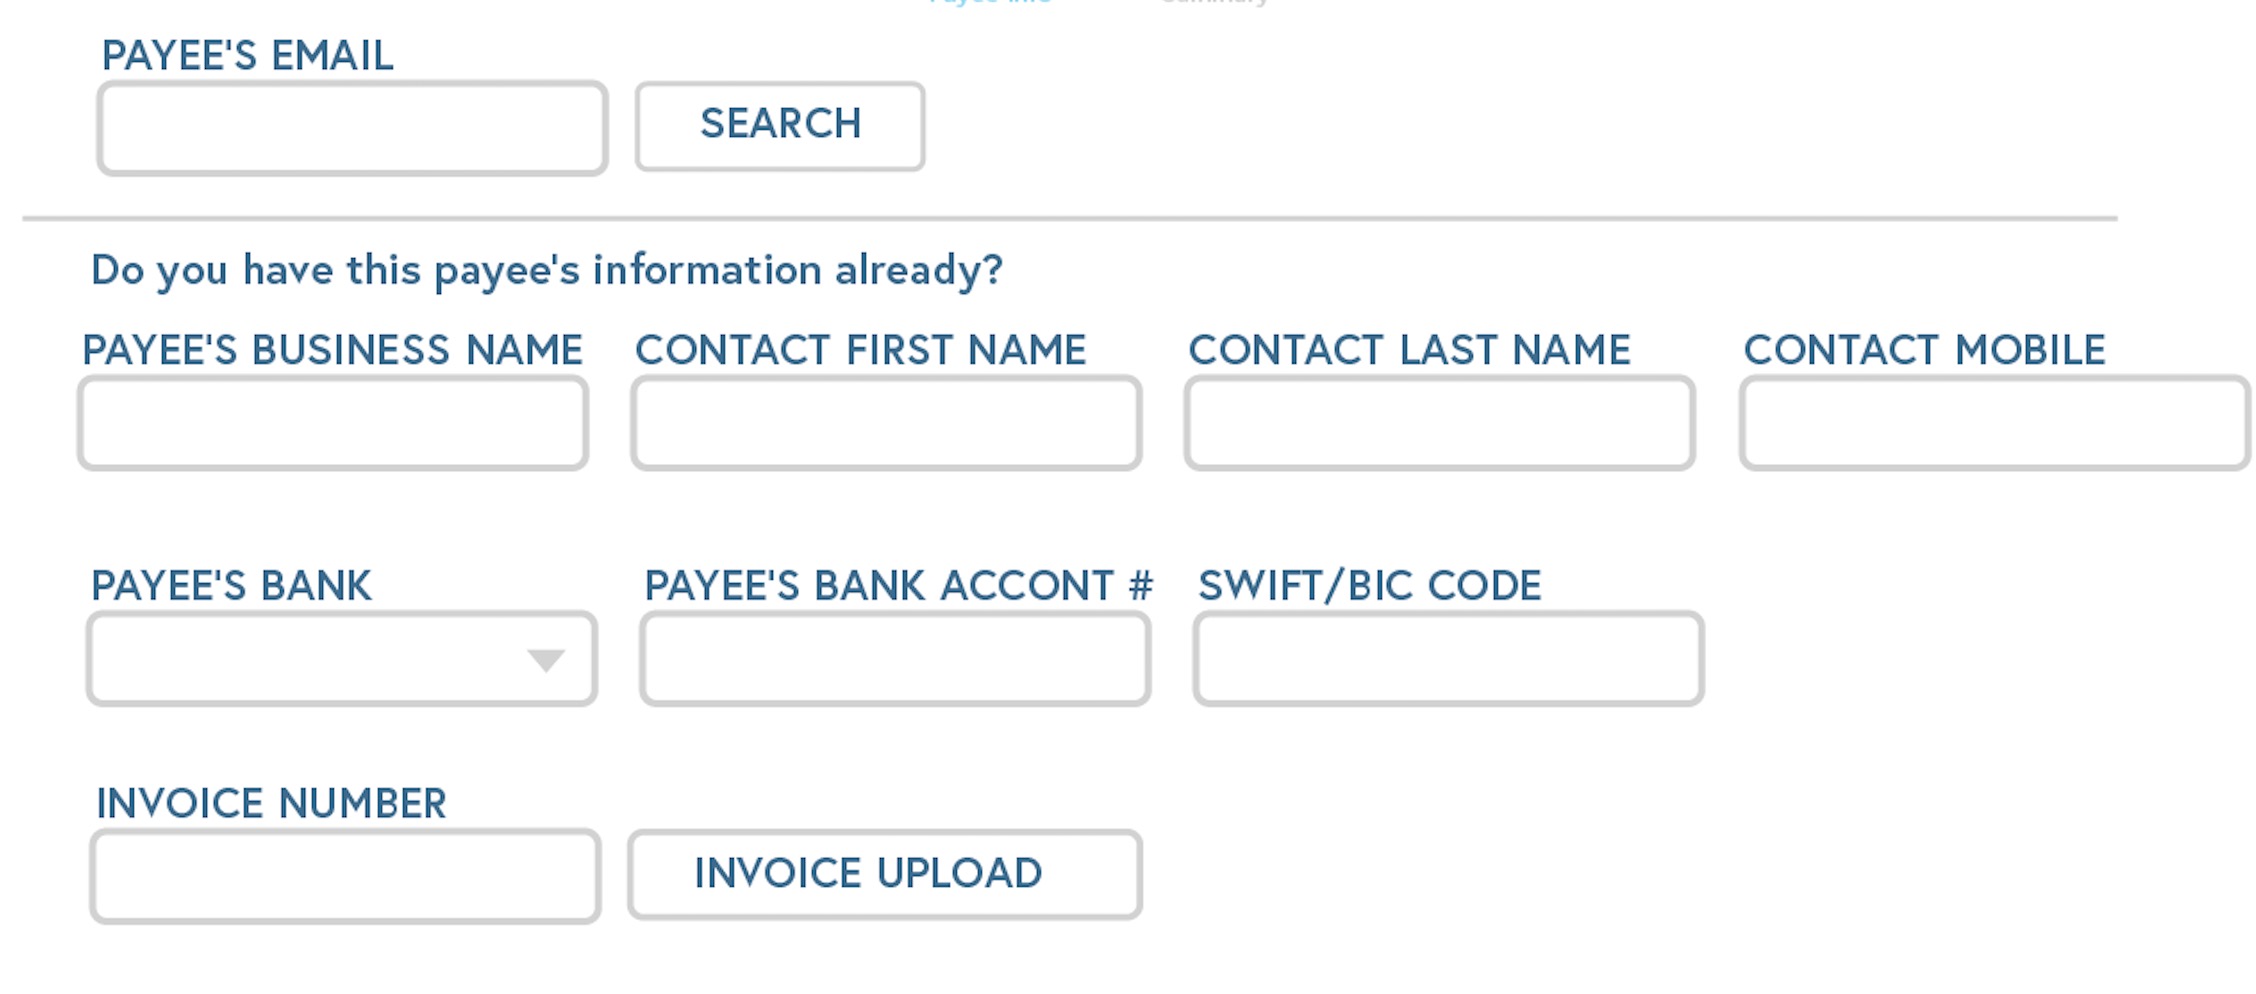 PAYEE'S EMAIL
SEARCH
Do you have this payee's information already?
PAYEE'S BUSINESS NAME CONTACT FIRST NAME CONTACT LAST NAME CONTACT MOBILE
PAYEE'S BANK PAYEE'S BANK ACCONT # SWIFT/BIC CODE
INVOICE NUMBER
INVOICE UPLOAD